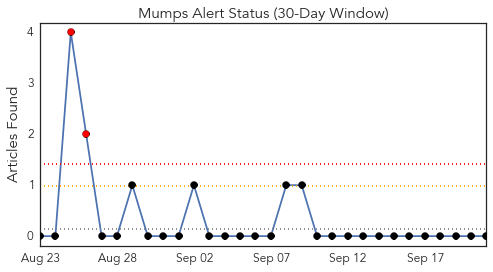 Mumps Alert Status (30-Day Window)
Articles Found
4
3
2
1
0
Aug 23 Aug 28 Sep 02 Sep 07 Sep 12 Sep 17